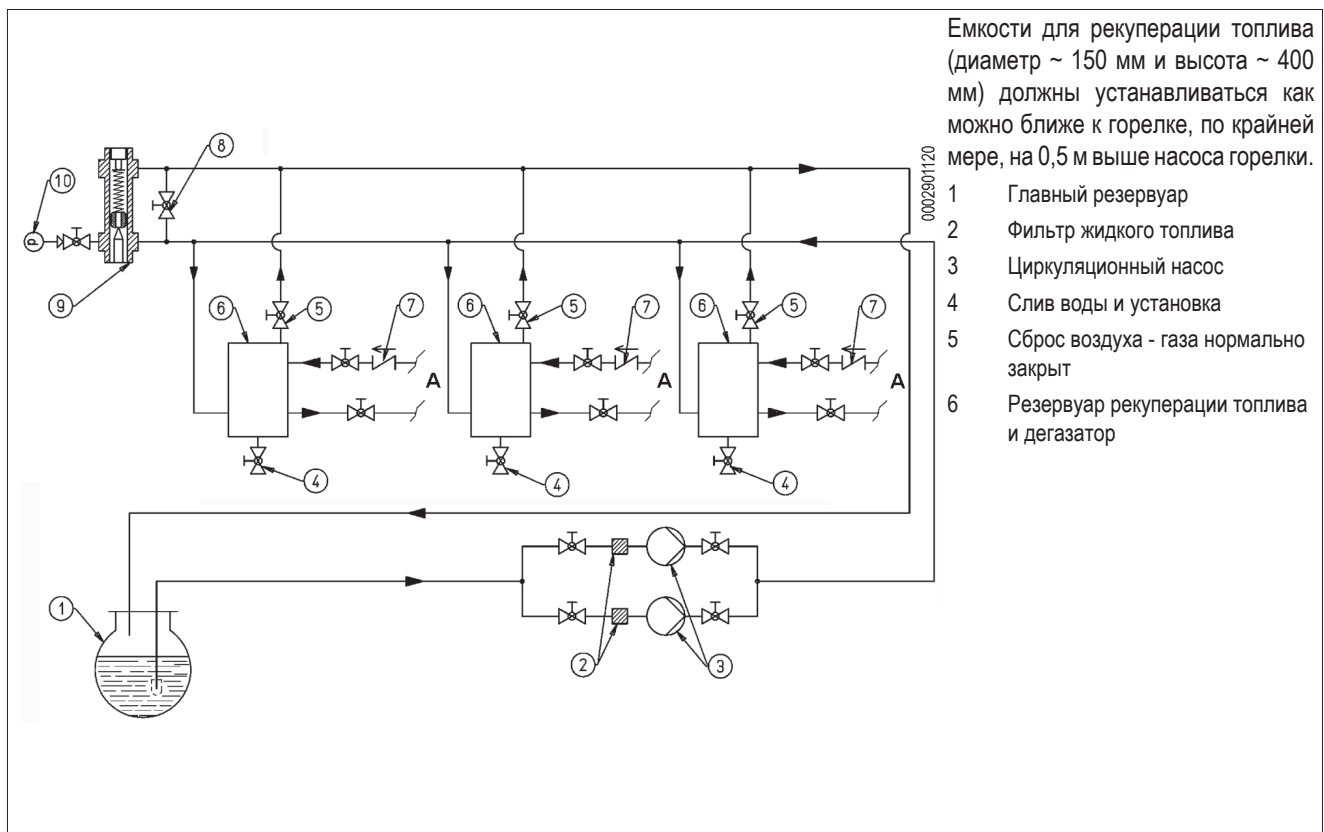 Емкости для рекуперации топлива
(диаметр ~ 150 мм и высота ~ 400
мм) должны устанавливаться как
можно ближе к горелке, по крайней
мере, на 0,5 м выше насоса горелки.
1 Главный резервуар
2 Фильтр жидкого топлива
3 Циркуляционный насос
4 Слив воды и установка
5 Сброс воздуха - газа нормально
закрыт
6 Резервуар рекуперации топлива
и дегазатор
0002901120
8
10
P
9
6
5
7
6
5
7
6
5
7
A
A
A
4
4
4
1
2
3